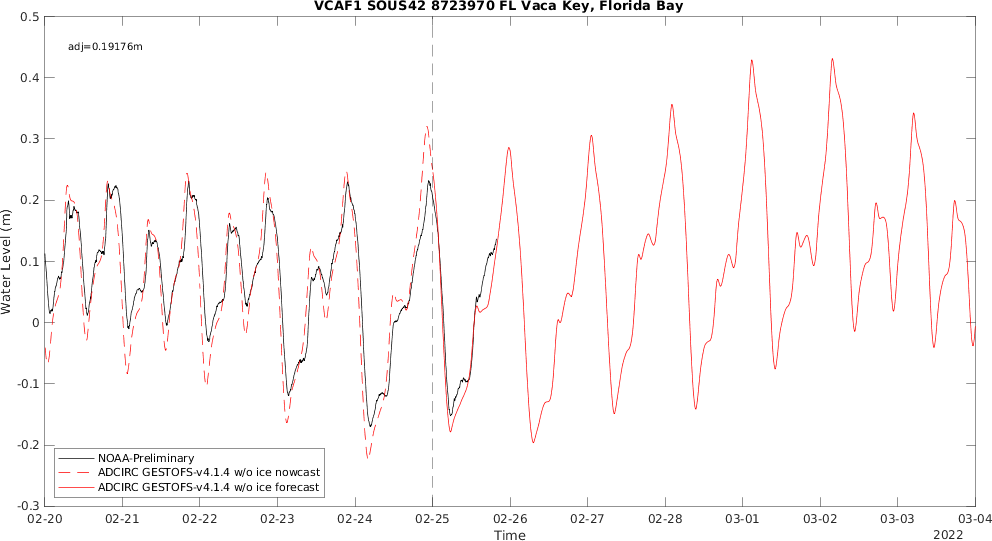 VCAF1 SOUS42 8723970 FL Vaca Key, Florida Bay
0.5
adj=0.19176m
0.4
0.3
0.2
0.1
0
-0.1
-0.2
-0.3
Water Level (m)
NOAA-Preliminary
ADCIRC GESTOFS-v4.1.4 w/o ice nowcast
ADCIRC GESTOFS-v4.1.4 w/o ice forecast
02-20 02-21 02-22 02-23 02-24 02-25 02-26 02-27 02-28 03-01 03-02 03-03 03-04
Time
2022